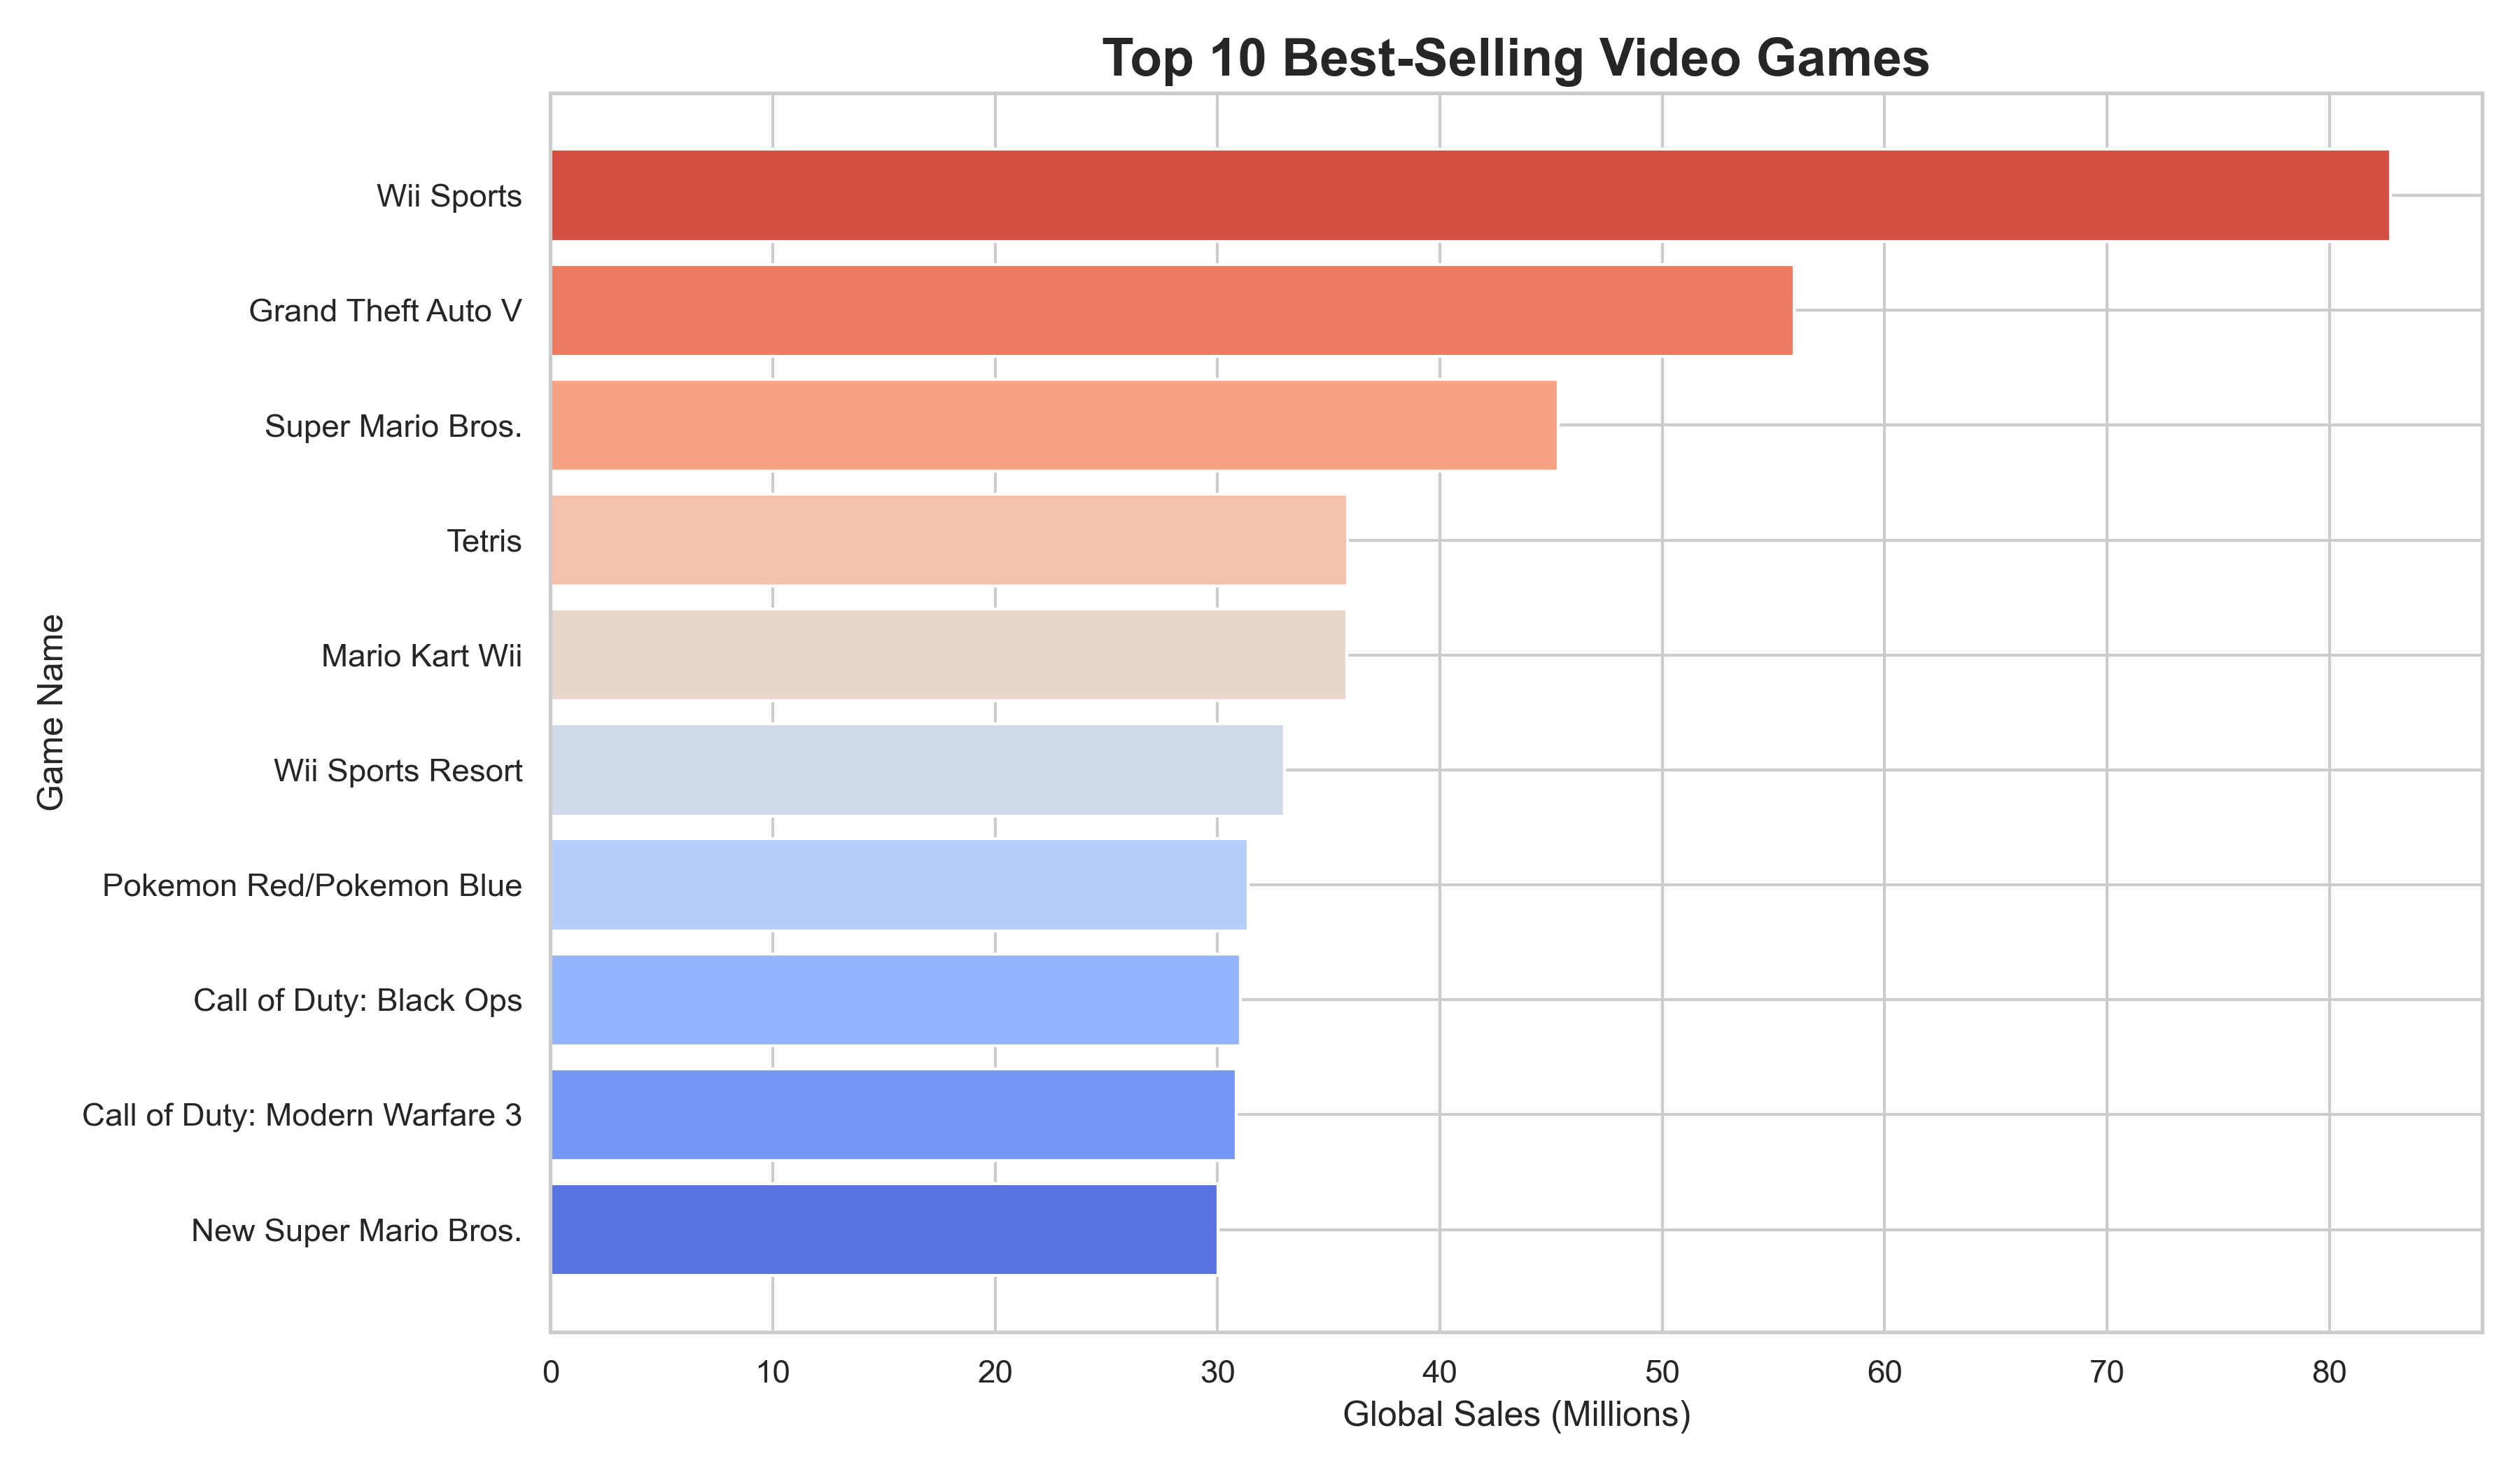 Top 10 Best-Selling Video Games
Wii Sports
Grand Theft Auto V
Super Mario Bros.
Tetris
Mario Kart Wii
Wii Sports Resort
Pokemon Red/Pokemon Blue
Call of Duty: Black Ops
Call of Duty: Modern Warfare 3
New Super Mario Bros.
Game Name
0 10 20 30 40 50 60 70 80
Global Sales (Millions)